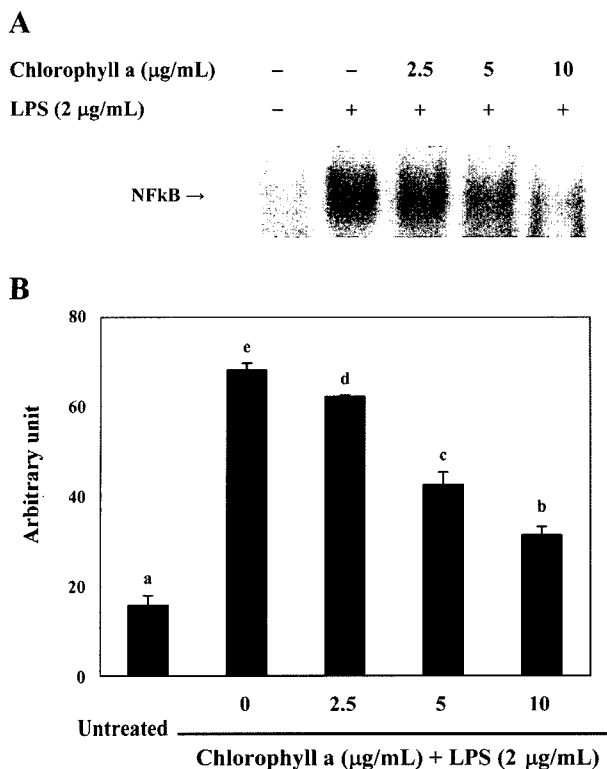 A
Chlorophyll a (μg/mL) – – 2.5 5 10
LPS (2 μg/mL) – + + + +
NFkB →
B
80
60
40
20
0
Arbitrary unit
a
e
d
c
b
0 2.5 5 10
Untreated
Chlorophyll a (μg/mL) + LPS (2 μg/mL)